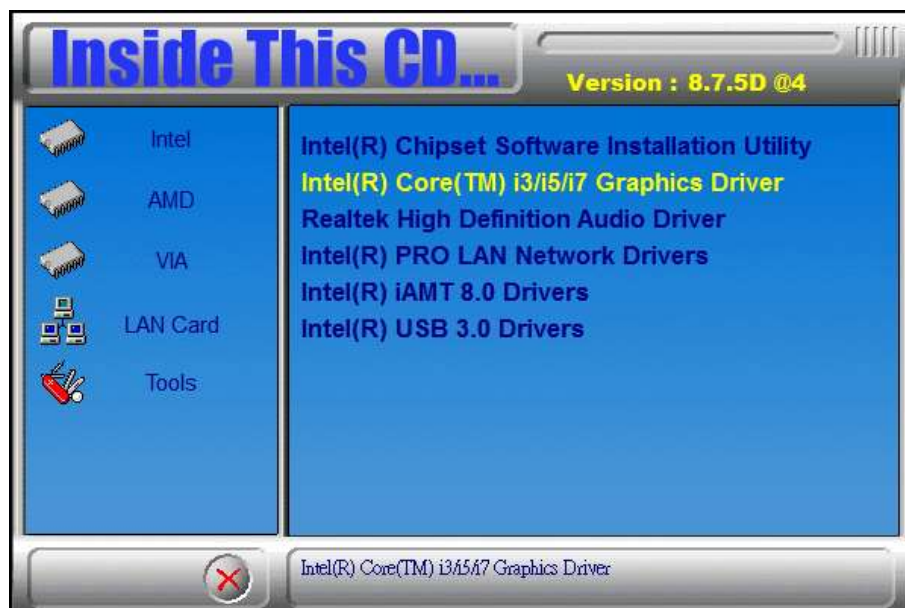 Inside This CD...
Version : 8.7.5D @4
Intel
AMD
VIA
LAN Card
Tools
Intel(R) Chipset Software Installation Utility
Intel(R) Core(TM) i3/i5/i7 Graphics Driver
Realtek High Definition Audio Driver
Intel(R) PRO LAN Network Drivers
Intel(R) iAMT 8.0 Drivers
Intel(R) USB 3.0 Drivers
Intel(R) Core(TM) i3/i5/i7 Graphics Driver